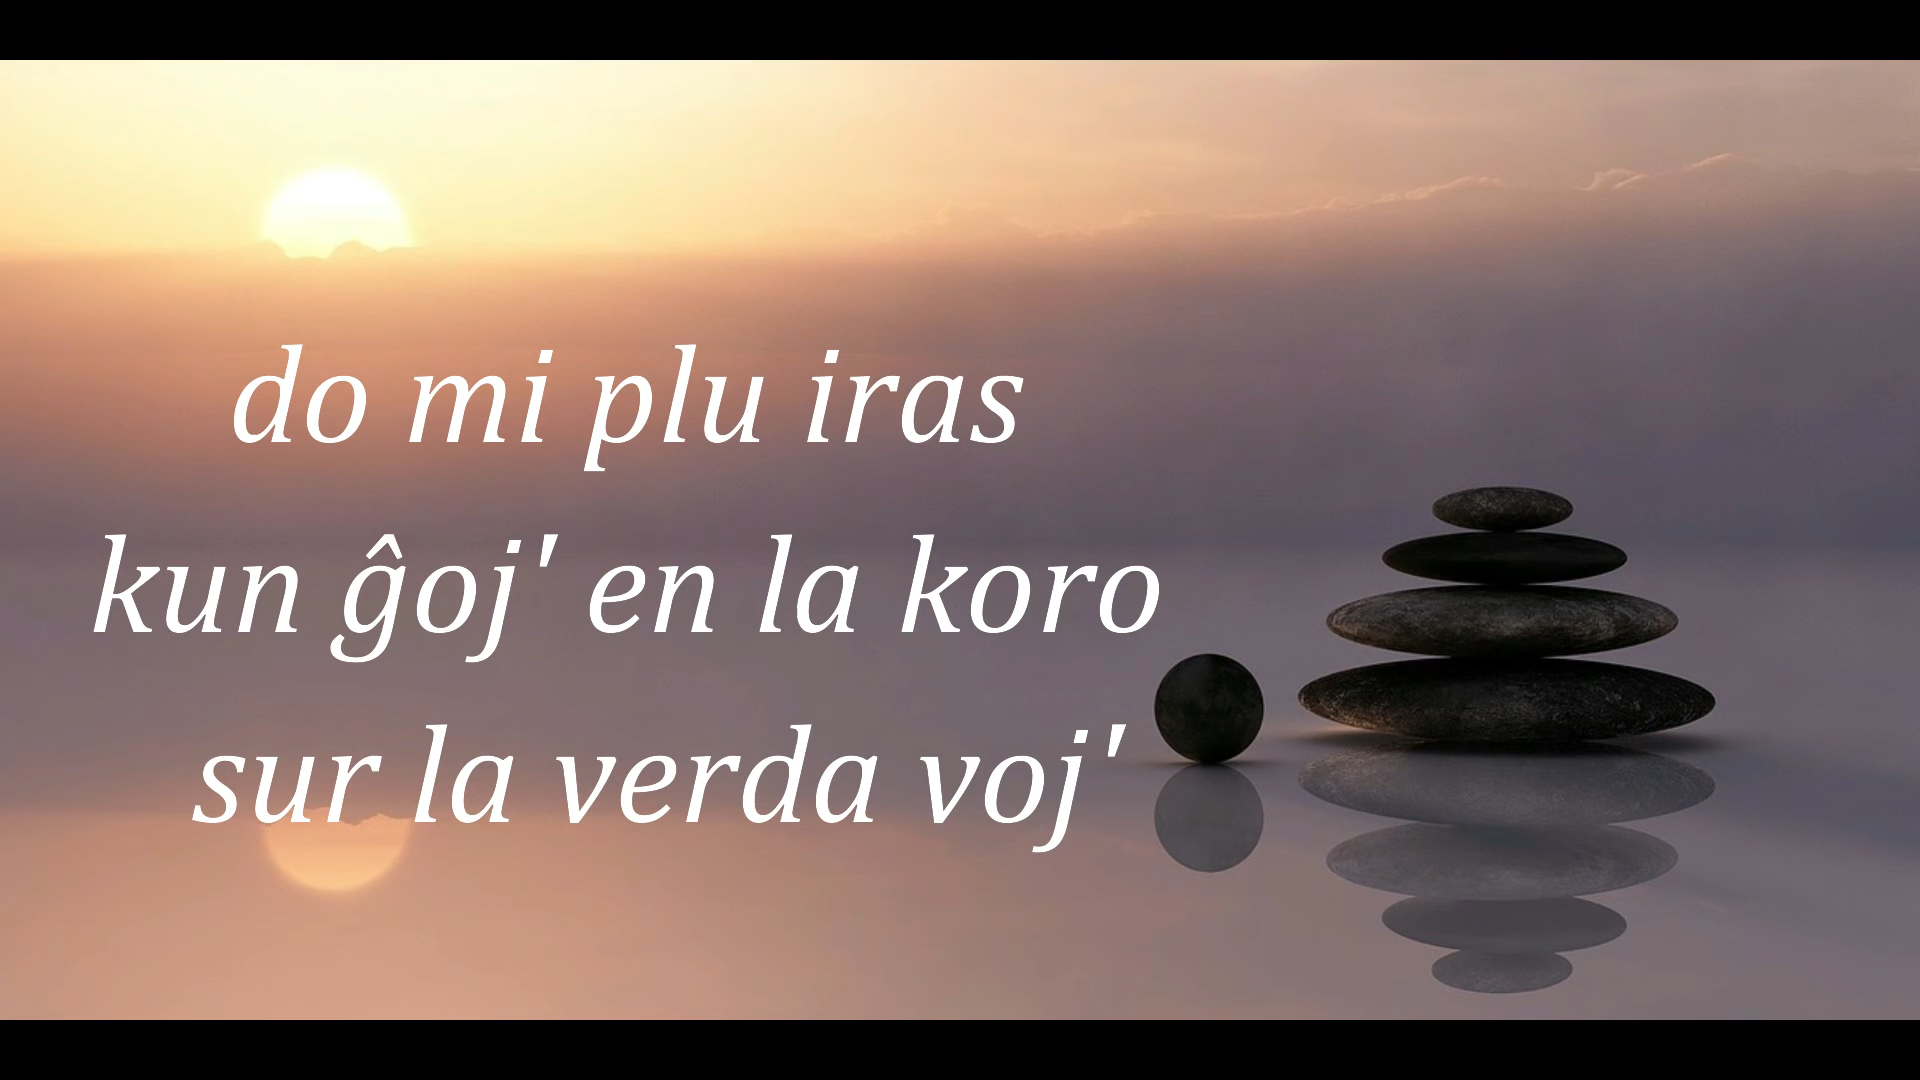 do mi plu iras
kun ĝoj' en la koro
sur la verda voj'